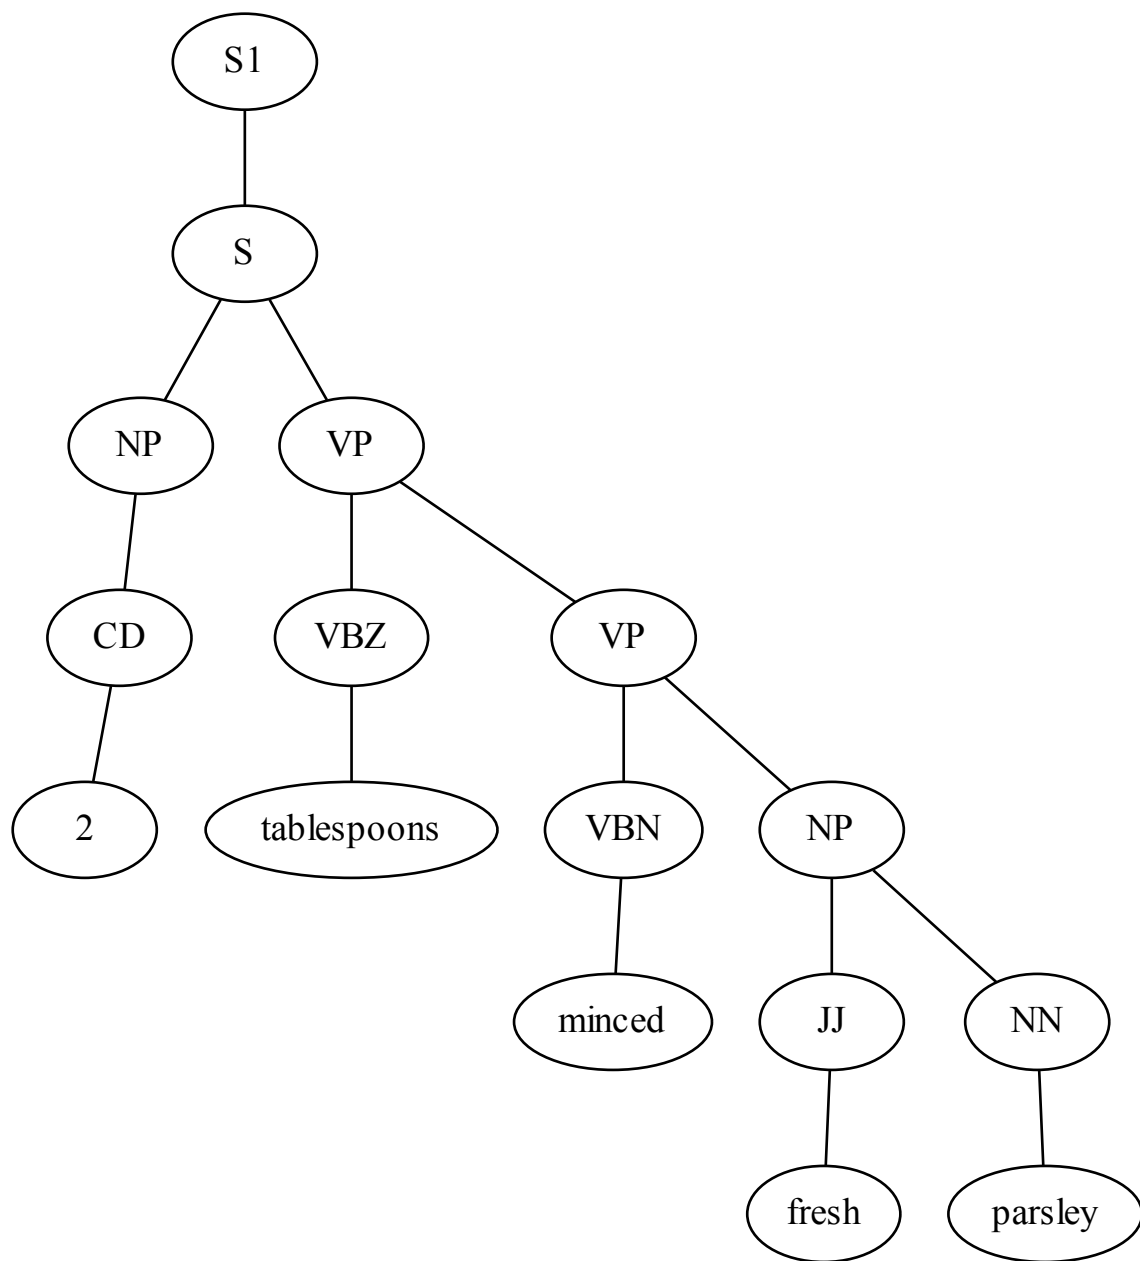 S1
S
NP VP
CD VBZ VP
2 tablespoons VBN NP
minced JJ NN
fresh parsley